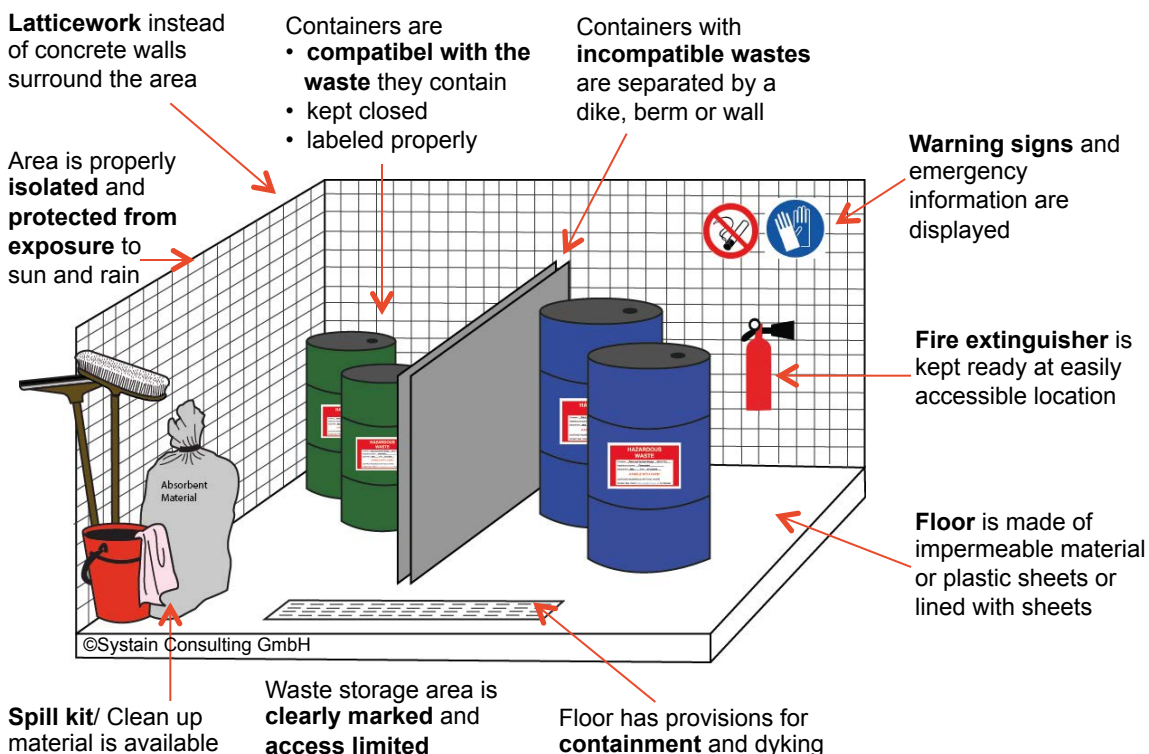 Latticework instead
of concrete walls
surround the area
Containers are
• compatibel with the
waste they contain
• kept closed
• labeled properly
Containers with
incompatible wastes
are separated by a
dike, berm or wall
Warning signs and
emergency
information are
displayed
Area is properly
isolated and
protected from
exposure to
sun and rain
Fire extinguisher is
kept ready at easily
accessible location
HAZARDOUS
WASTE
HAZARDOUS
WASTE
Absorbent
Material
Floor is made of
impermeable material
or plastic sheets or
lined with sheets
©Systain Consulting GmbH
Spill kit/ Clean up
material is available
Waste storage area is
clearly marked and
access limited
Floor has provisions for
containment and dyking